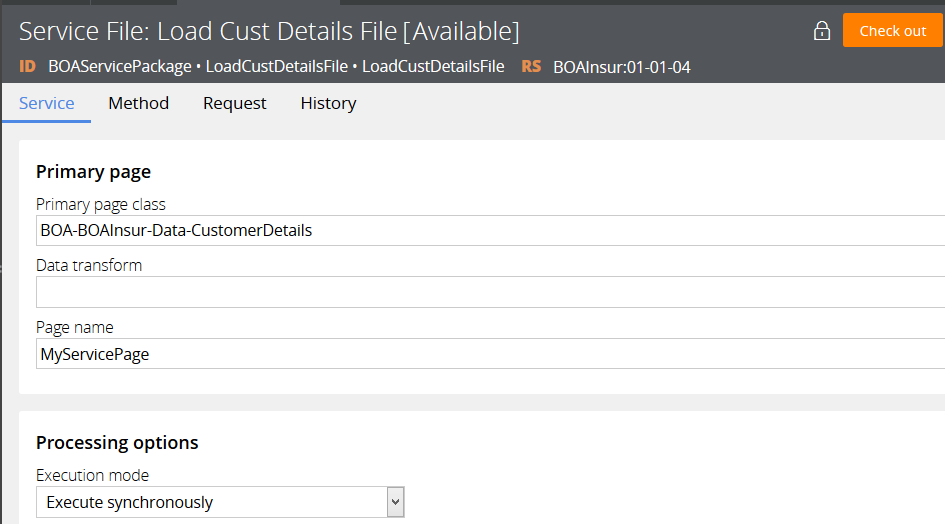 Service File: Load Cust Details File [Available]
Check out
ID BOAServicePackage • LoadCustDetailsFile • LoadCustDetailsFile RS BOAInsur:01-01-04
Service Method Request History
Primary page
Primary page class
BOA-BOAInsur-Data-CustomerDetails
Data transform
Page name
MyServicePage
Processing options
Execution mode
Execute synchronously